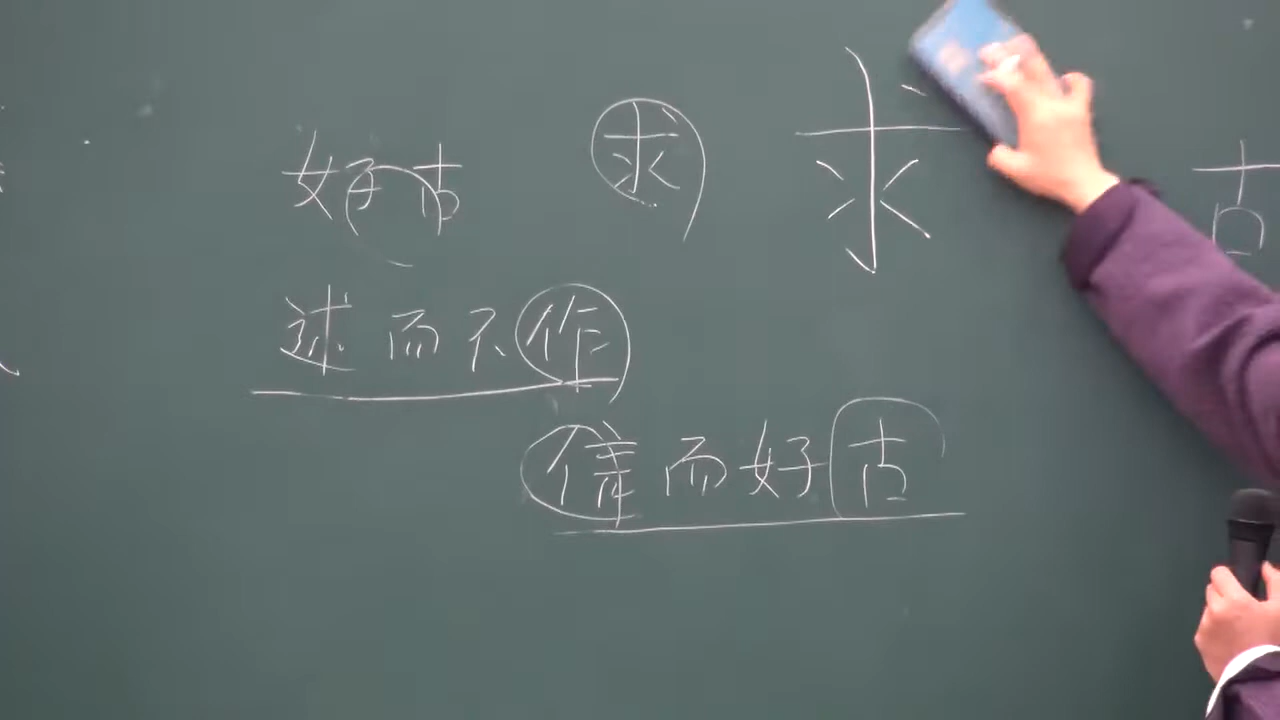 好古 求 求 古
述而不作
信而好古